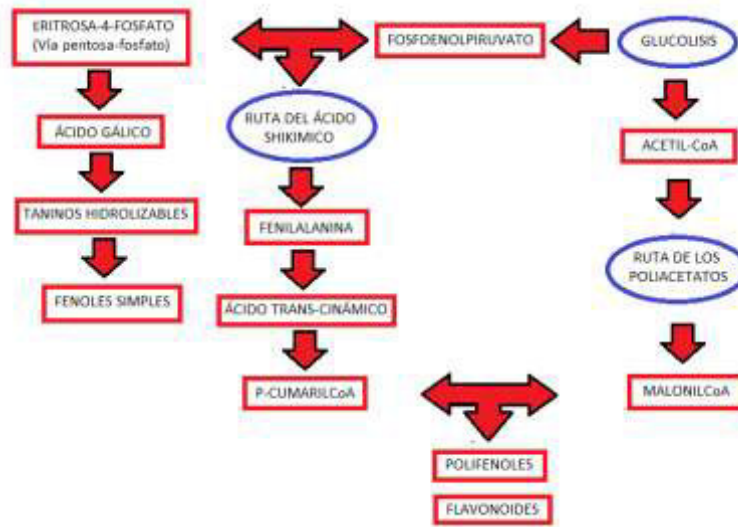 ERITROSA-4-FOSFATO
(Vía pentosa-fosfato)
FOSFOENOLPIRUVATO
GLUCOLISIS
ÁCIDO GÁLICO
RUTA DEL ÁCIDO
SHIKIMICO
ACETIL-CoA
TANINOS HIDROLIZABLES
FENILALANINA
RUTA DE LOS
POLIACETATOS
FENOLES SIMPLES
ÁCIDO TRANS-CINÁMICO
P-CUMARILCoA
MALONILCoA
POLIFENOLES
FLAVONOIDES